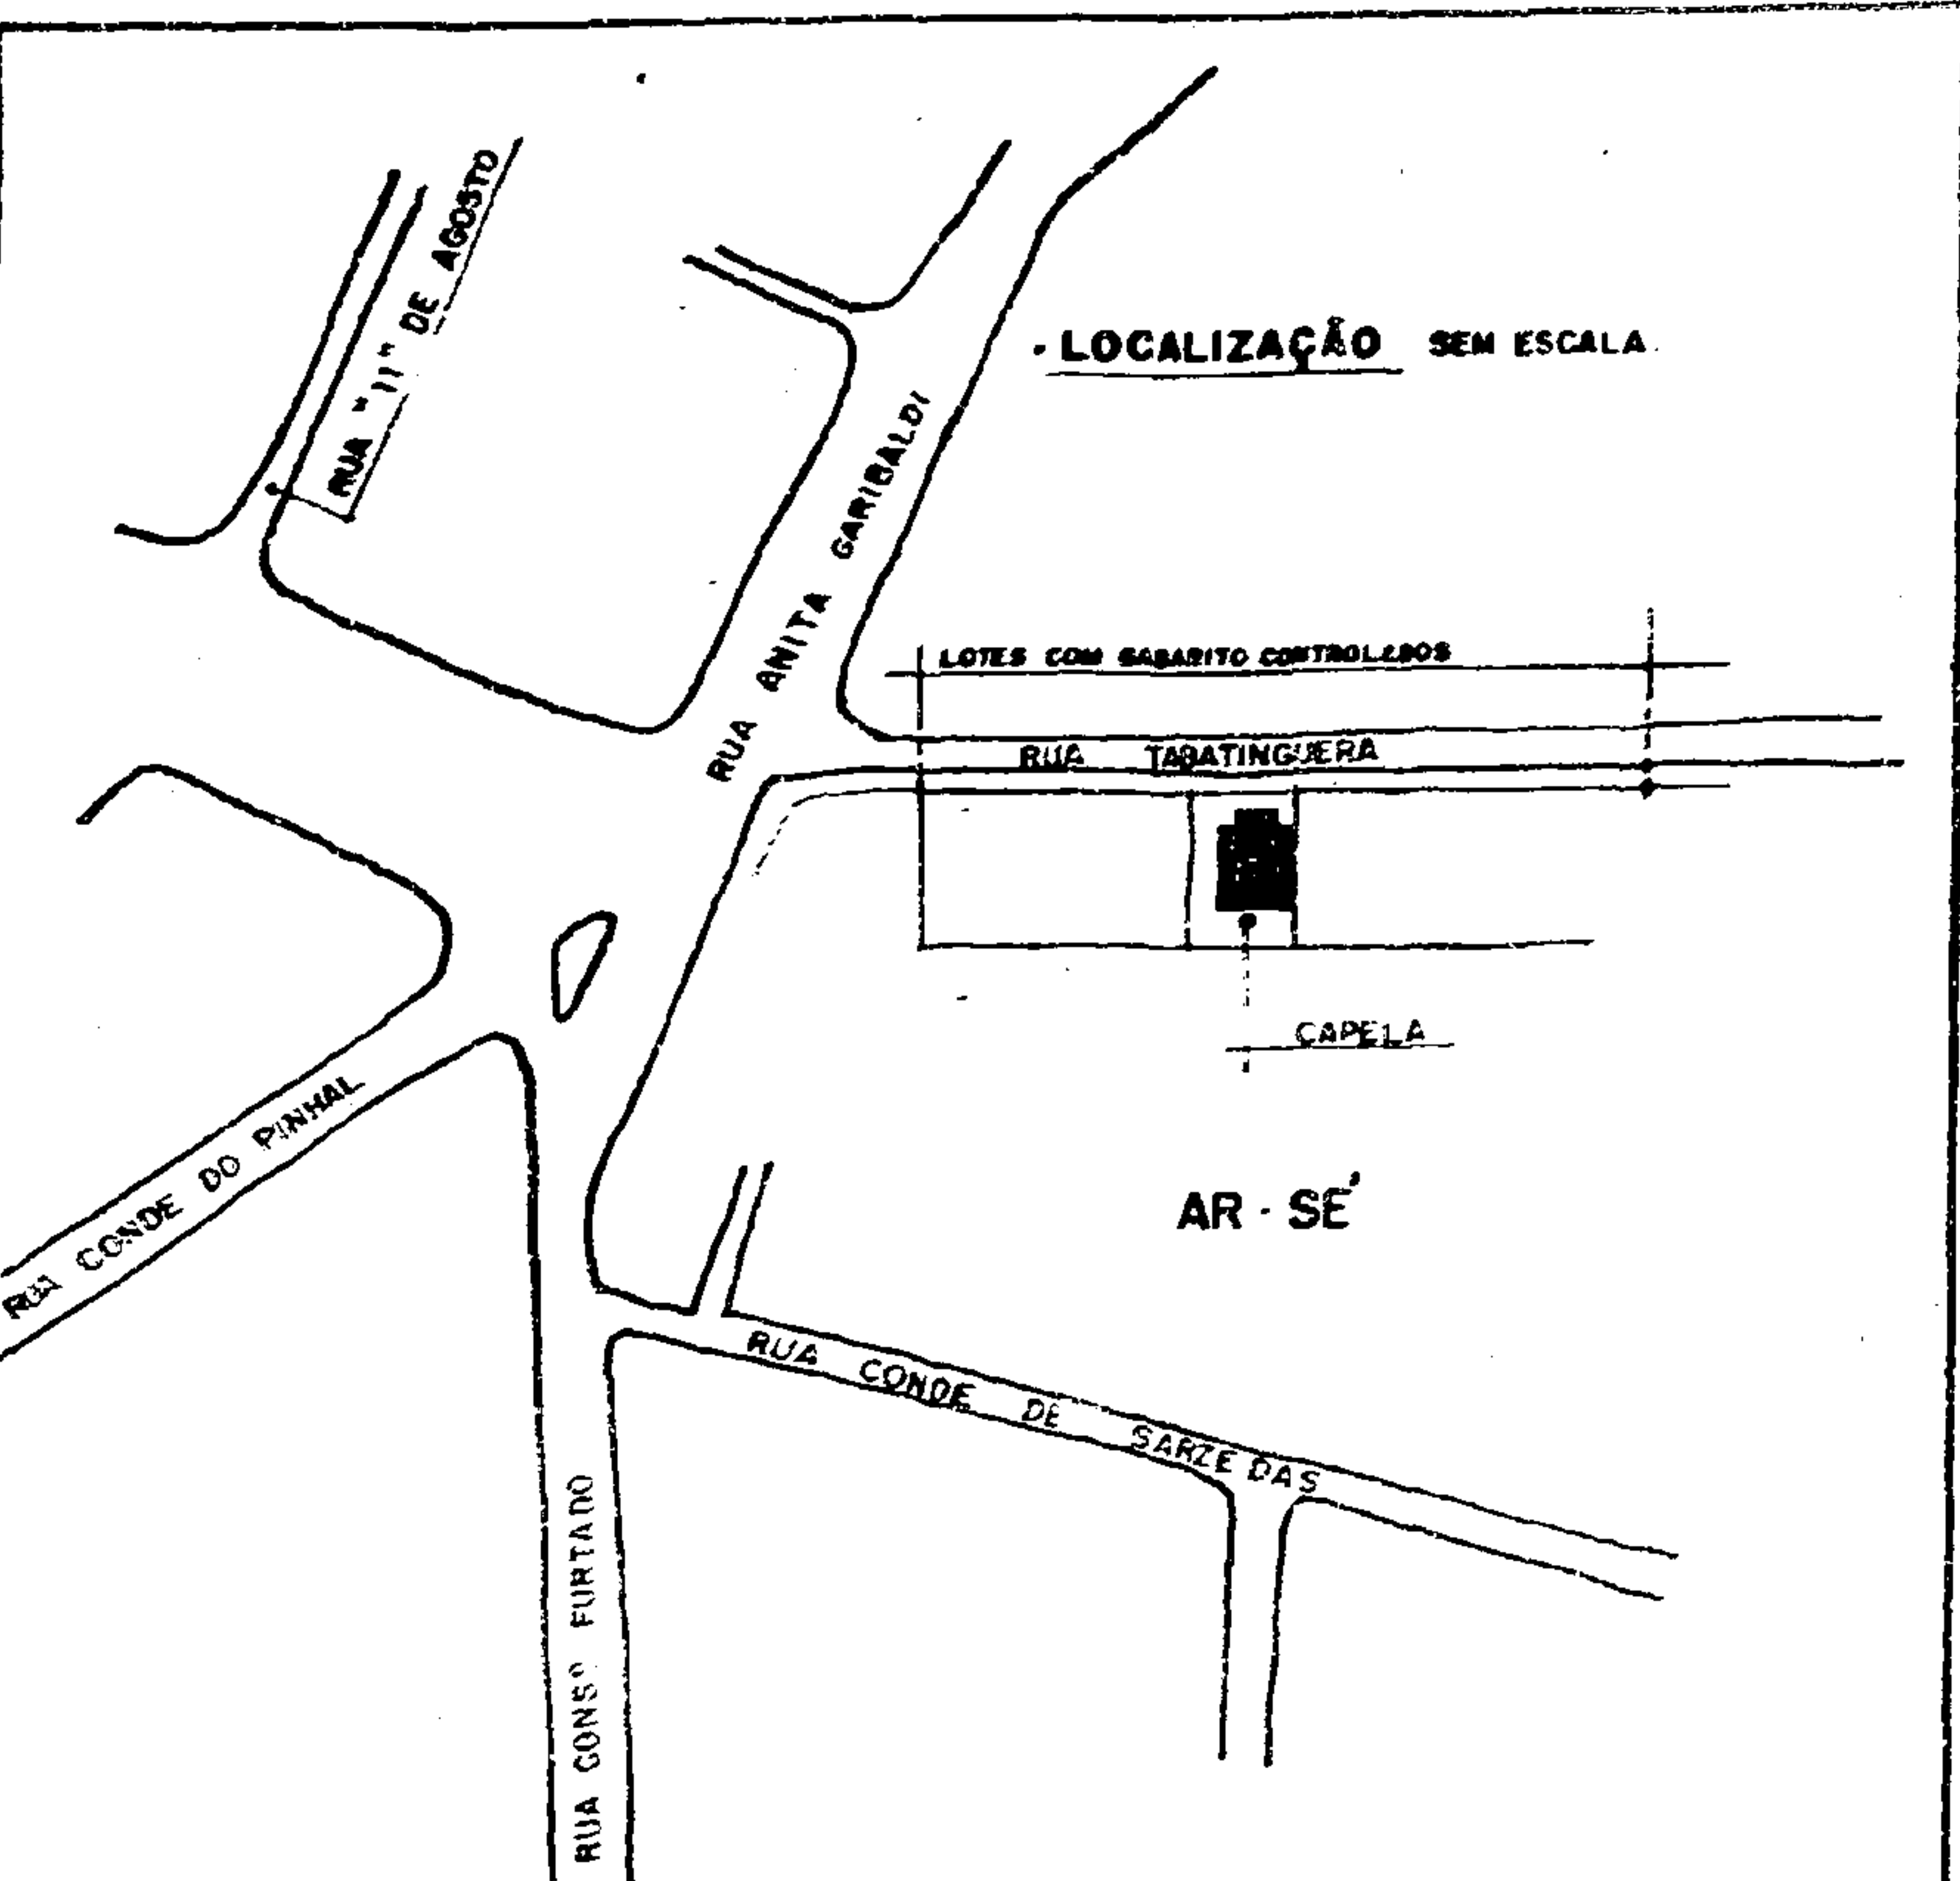 RUA "11" DE AGOSTO
- LOCALIZAÇÃO SEM ESCALA.
RUA ANITA GARIBALDI
LOTES COM GABARITO CONTROLADOS
RUA TABATINGUERA
CAPELA
RUA CONDE DO PINHAL
AR - SÉ
RUA CONDE DE SARZEDAS
RUA CONSº FURTADO